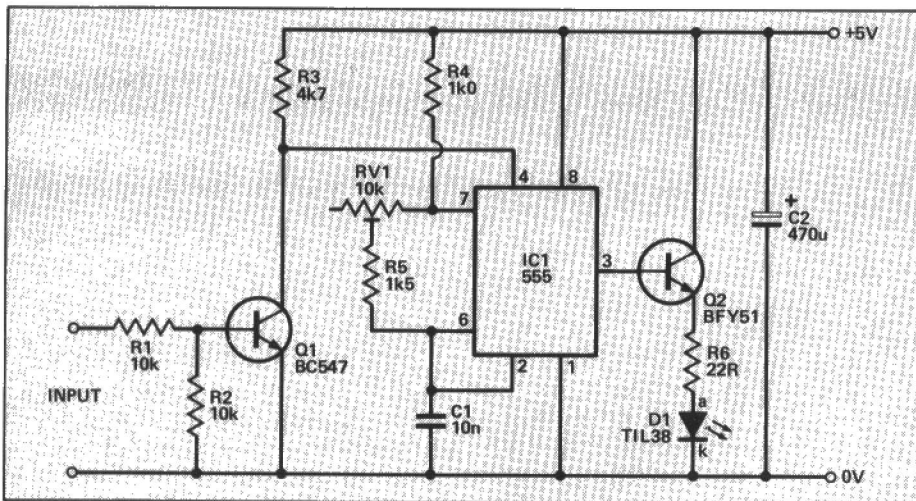 +5V
R3
4k7
R4
1k0
RV1
10k
4
8
7
+
C2
470u
IC1
555
3
R5
1k5
Q2
BFY51
6
Q1
BC547
R1
10k
2
1
R6
22R
R2
10k
INPUT
C1
10n
a
D1
TIL38
k
0V